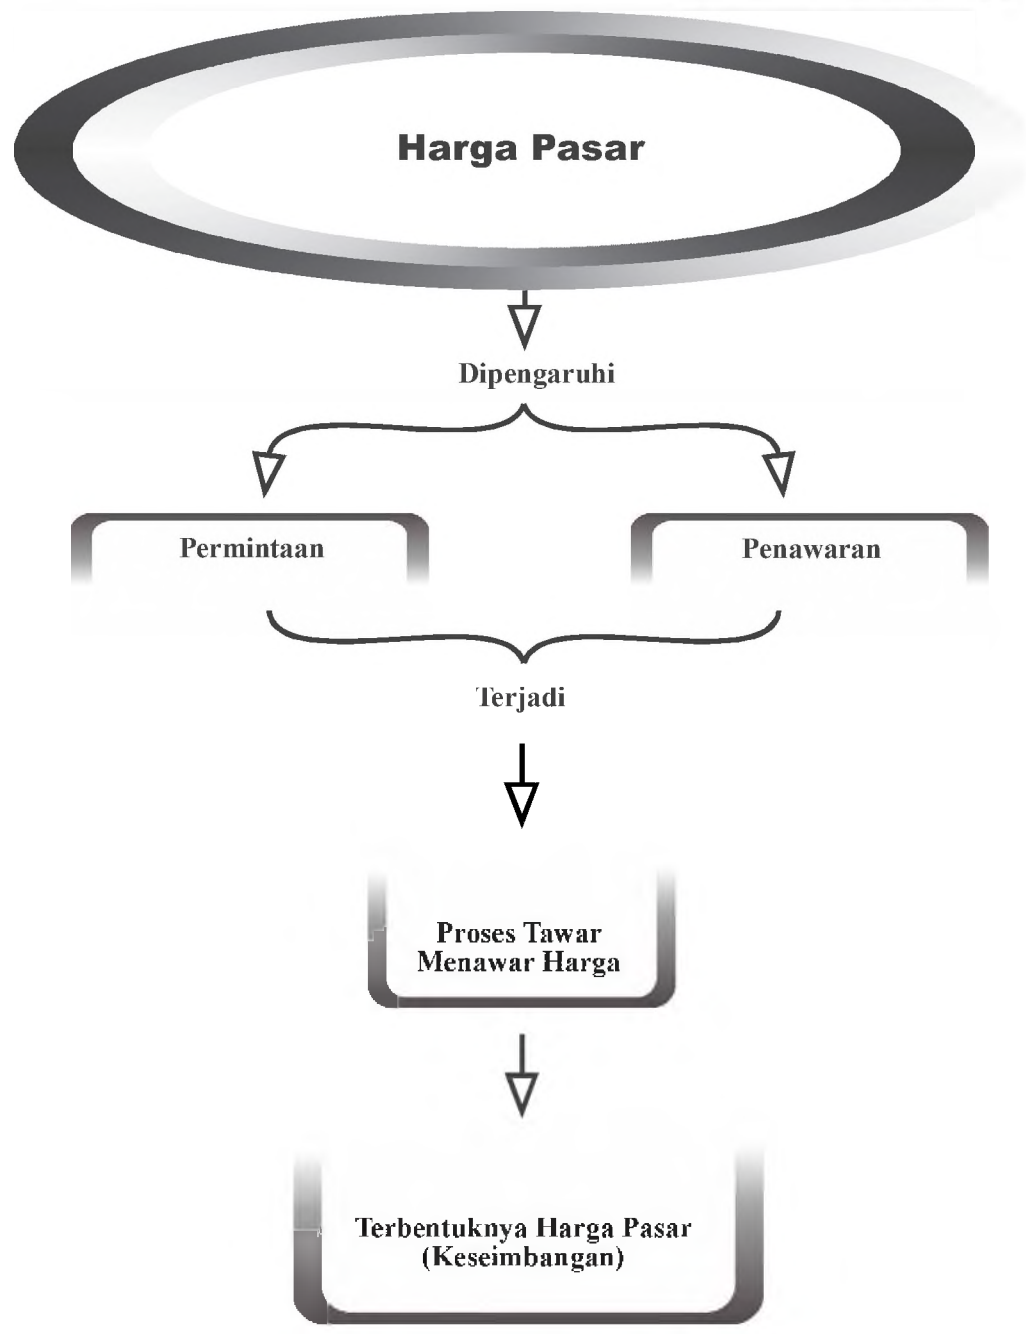 Harga Pasar
Dipengaruhi
Permintaan
Penawaran
Terjadi
Proses Tawar
Menawar Harga
Terbentuknya Harga Pasar
(Keseimbangan)